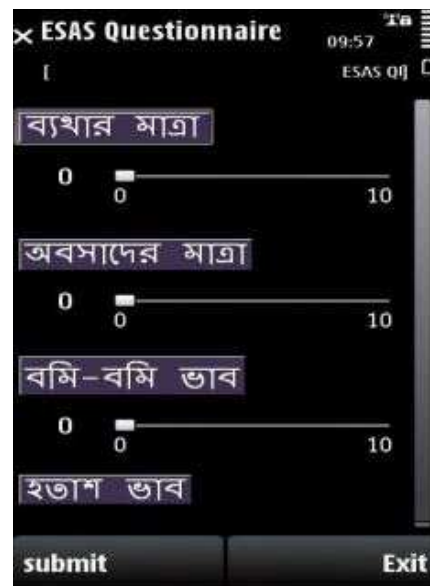 × ESAS Questionnaire
09:57
ESAS Q
ব্যথার মাত্রা
0
0 10
অবসাদের মাত্রা
0
0 10
বমি-বমি ভাব
0
0 10
হতাশ ভাব
submit Exit